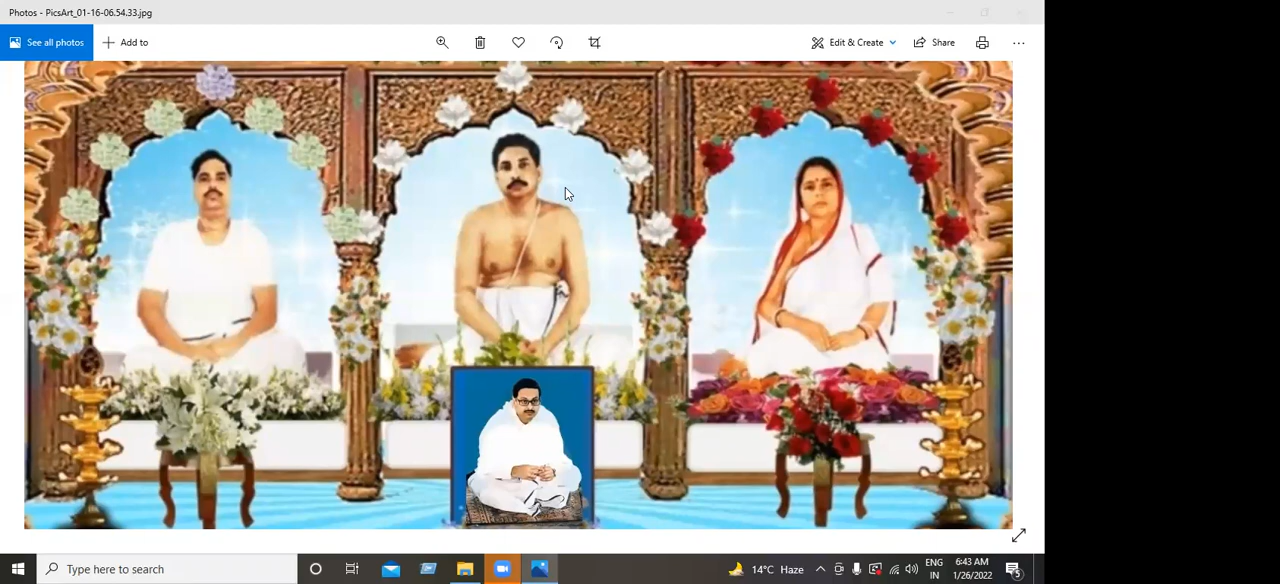 Photos - PicsArt_01-16-06.54.33.jpg
See all photos
Add to
Edit & Create
Share
Type here to search
14°C Haze
ENG
IN
6:43 AM
1/26/2022
5